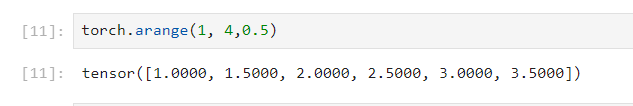 [11]: torch.arange(1, 4,0.5)
[11]: tensor([1.0000, 1.5000, 2.0000, 2.5000, 3.0000, 3.5000])